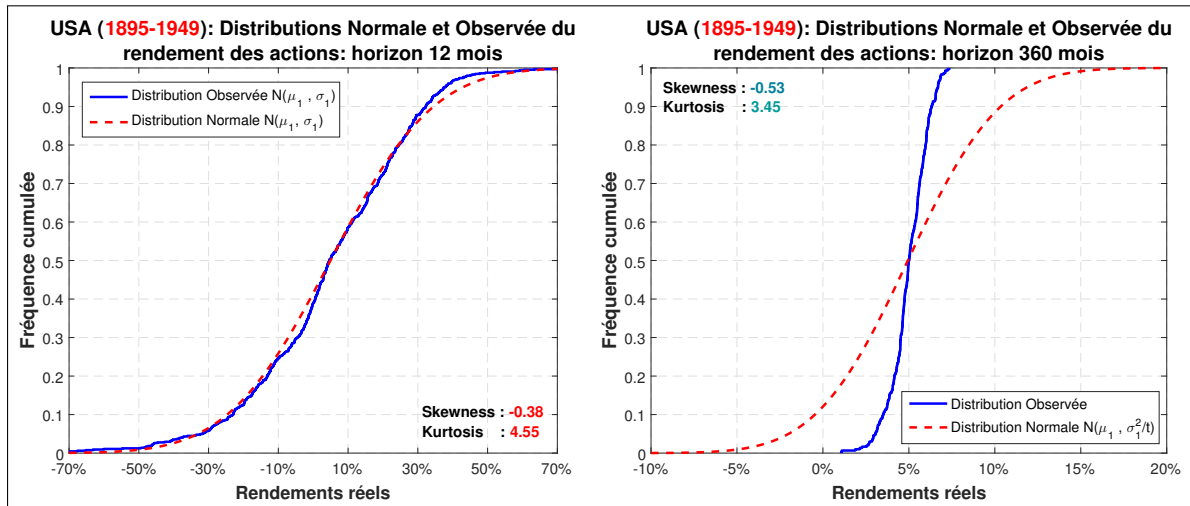 USA (1895-1949): Distributions Normale et Observée du
rendement des actions: horizon 12 mois
1
0.9
0.8
0.7
0.6
0.5
0.4
0.3
0.2
0.1
0
Fréquence cumulée
Distribution Observée N(μ₁ , σ₁)
Distribution Normale N(μ₁, σ₁)
Skewness : -0.38
Kurtosis : 4.55
-70% -50% -30% -10% 10% 30% 50% 70%
Rendements réels
USA (1895-1949): Distributions Normale et Observée du
rendement des actions: horizon 360 mois
1
0.9
0.8
0.7
0.6
0.5
0.4
0.3
0.2
0.1
0
Fréquence cumulée
Skewness : -0.53
Kurtosis : 3.45
Distribution Observée
Distribution Normale N(μ₁ , σ₁²/t)
-10% -5% 0% 5% 10% 15% 20%
Rendements réels